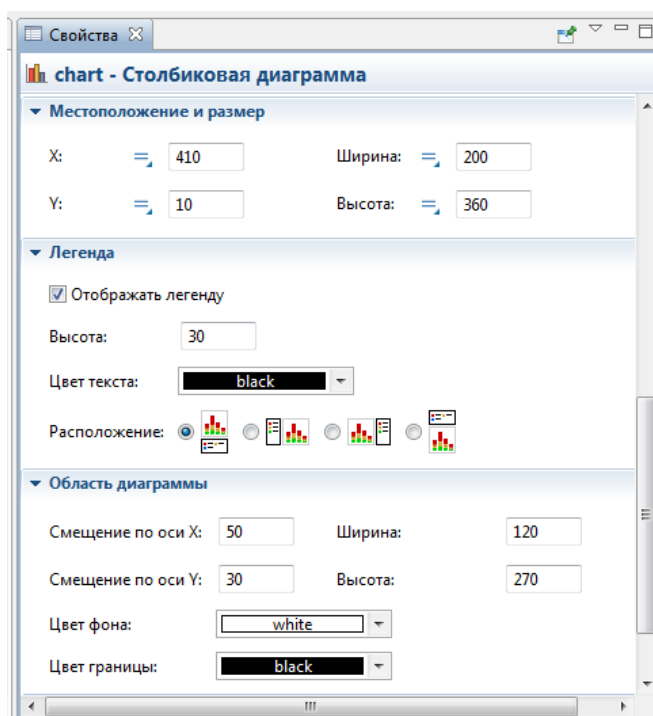 Свойства
chart - Столбиковая диаграмма
Местоположение и размер
X: 410 Ширина: 200
Y: 10 Высота: 360
Легенда
Отображать легенду
Высота: 30
Цвет текста: black
Расположение:
Область диаграммы
Смещение по оси X: 50 Ширина: 120
Смещение по оси Y: 30 Высота: 270
Цвет фона: white
Цвет границы: black